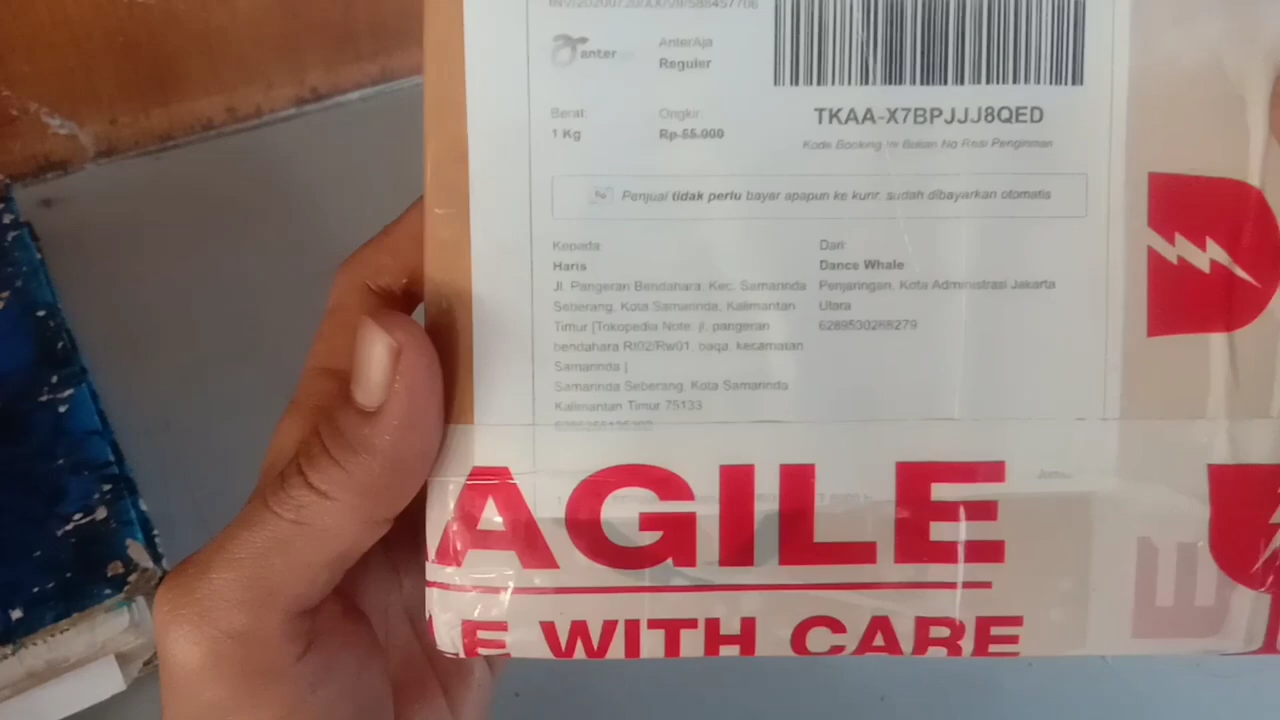 anter
AnterAja
Reguler
Berat:
1 Kg
Ongkir:
Rp 55.000
TKAA-X7BPJJJ8QED
Kode Booking Ini Bukan No Resi Pengiriman
Penjual tidak perlu bayar apapun ke kurir. sudah dibayarkan otomatis
Kepada:
Haris
Jl. Pangeran Bendahara, Kec. Samarinda
Seberang, Kota Samarinda, Kalimantan
Timur [Tokopedia Note: jl. pangeran
bendahara Rt02/Rw01, baqa, kecamatan
Samarinda ]
Samarinda Seberang, Kota Samarinda
Kalimantan Timur 75133
Dari:
Dance Whale
Penjaringan, Kota Administrasi Jakarta
Utara
6289530268279
AGILE
E WITH CARE